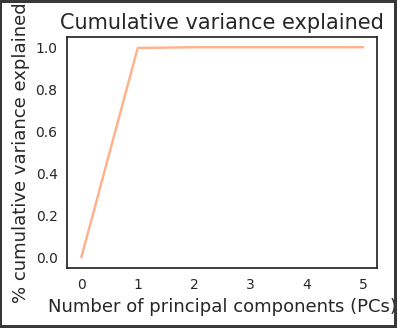 Cumulative variance explained
% cumulative variance explained
1.0
0.8
0.6
0.4
0.2
0.0
0 1 2 3 4 5
Number of principal components (PCs)